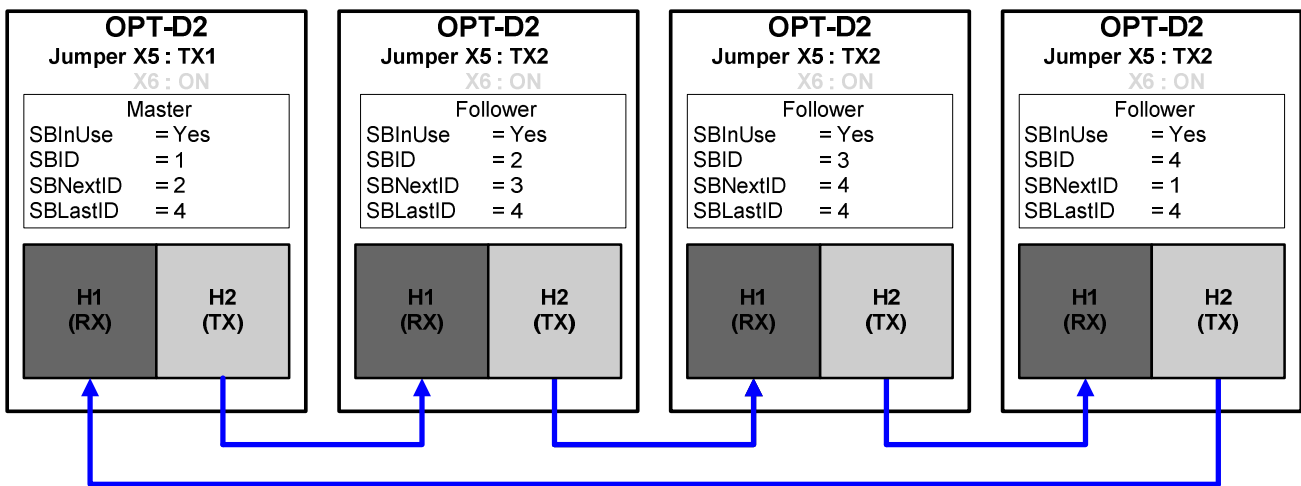 OPT-D2
Jumper X5 : TX1
X6 : ON
Master
SBInUse = Yes
SBID = 1
SBNextID = 2
SBLastID = 4
H1
(RX)
H2
(TX)
OPT-D2
Jumper X5 : TX2
X6 : ON
Follower
SBInUse = Yes
SBID = 2
SBNextID = 3
SBLastID = 4
H1
(RX)
H2
(TX)
OPT-D2
Jumper X5 : TX2
X6 : ON
Follower
SBInUse = Yes
SBID = 3
SBNextID = 4
SBLastID = 4
H1
(RX)
H2
(TX)
OPT-D2
Jumper X5 : TX2
X6 : ON
Follower
SBInUse = Yes
SBID = 4
SBNextID = 1
SBLastID = 4
H1
(RX)
H2
(TX)